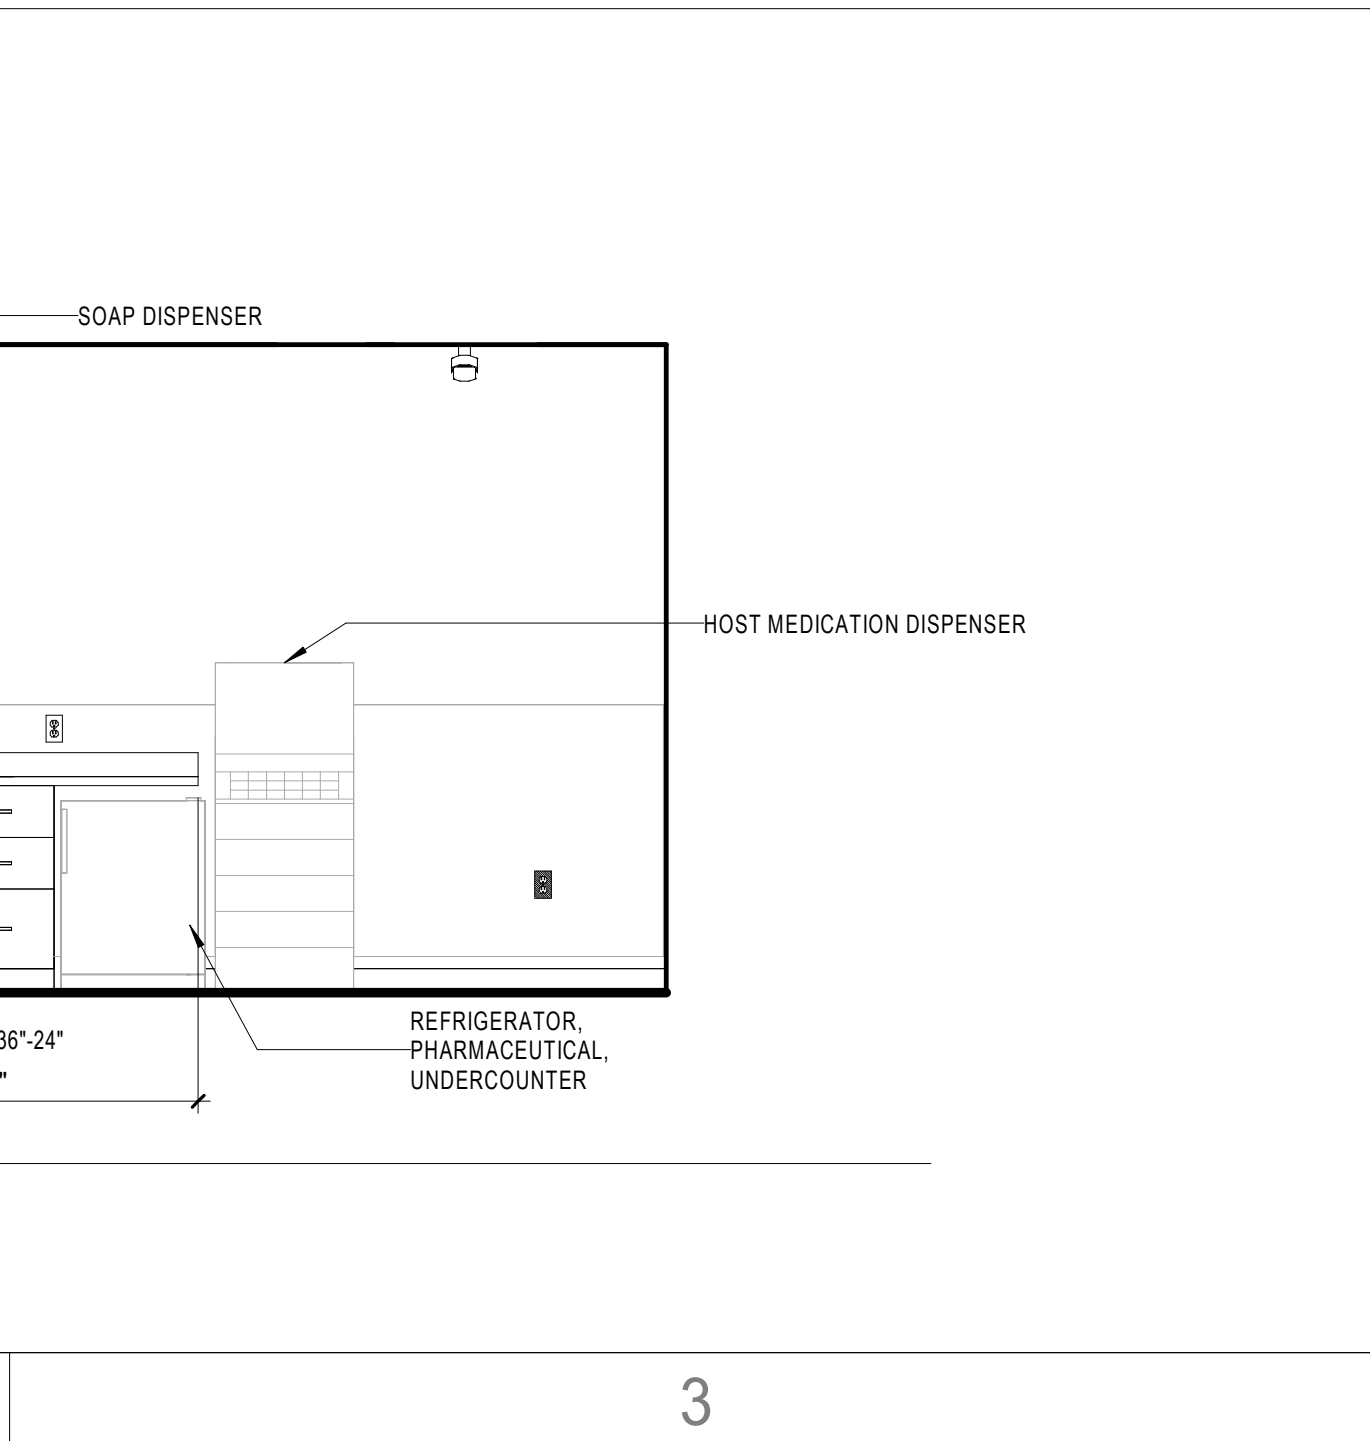 SOAP DISPENSER
HOST MEDICATION DISPENSER
REFRIGERATOR,
PHARMACEUTICAL,
UNDERCOUNTER
36"-24"
"
3